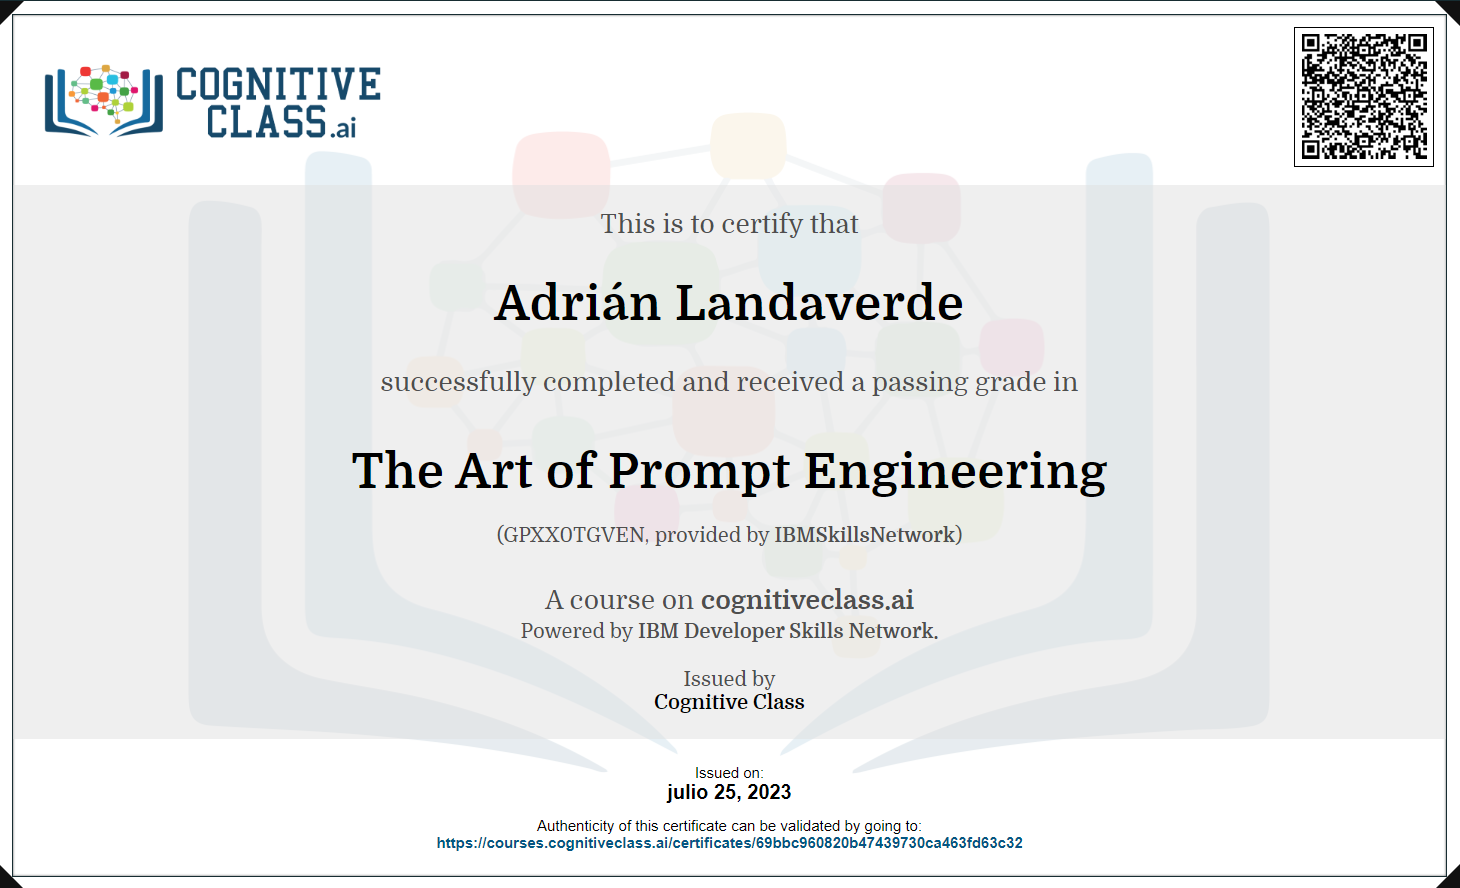 COGNITIVE
CLASS.ai
This is to certify that
Adrián Landaverde
successfully completed and received a passing grade in
The Art of Prompt Engineering
(GPXX0TGVEN, provided by IBMSkillsNetwork)
A course on cognitiveclass.ai
Powered by IBM Developer Skills Network.
Issued by
Cognitive Class
Issued on:
julio 25, 2023
Authenticity of this certificate can be validated by going to:
https://courses.cognitiveclass.ai/certificates/69bbc960820b47439730ca463fd63c32